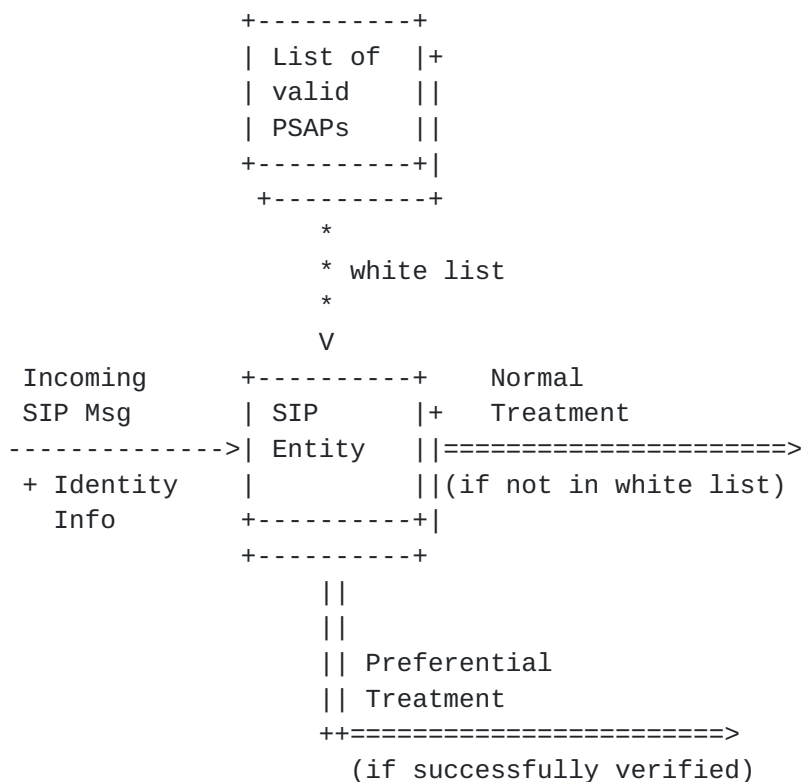 List of
valid
PSAPs
white list
Incoming
Normal
SIP Msg
SIP
Treatment
Entity
+ Identity
(if not in white list)
Info
Preferential
Treatment
(if successfully verified)